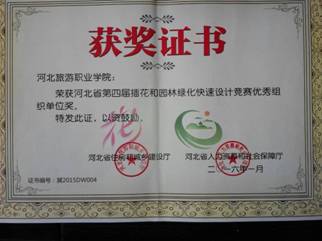 获奖证书
河北旅游职业学院：
荣获河北省第四届插花和园林绿化快速设计竞赛优秀组
织单位奖。
特发此证，以资鼓励。
河北省住房和城乡建设厅
河北省人力资源和社会保障厅
二〇一六年一月
证书编号：冀2015DW004